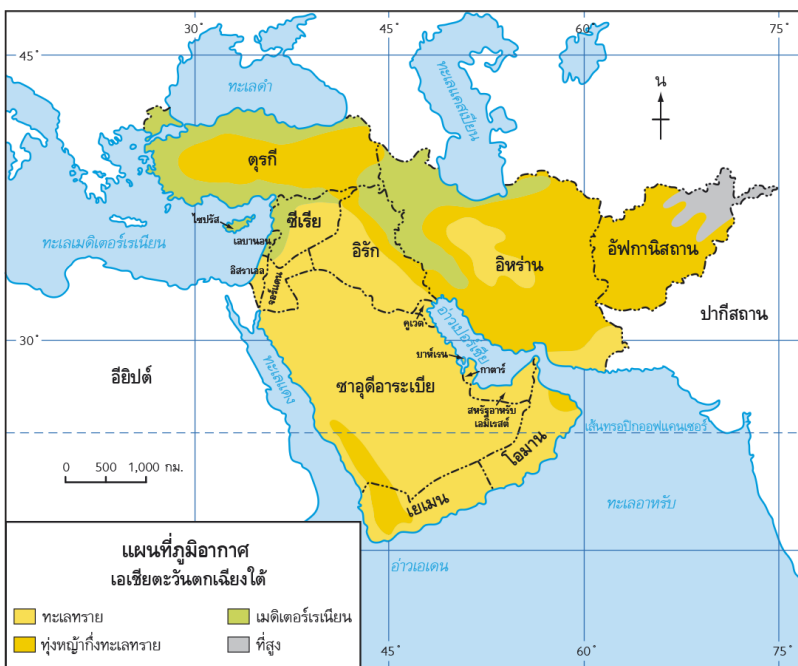 30° 45° 60° 75°
45°
ทะเลดำ
ทะเลแคสเปียน
น
ตุรกี
ไซปรัส
ซีเรีย
ทะเลเมดิเตอร์เรเนียน
เลบานอน
อิรัก
อิหร่าน
อัฟกานิสถาน
อิสราเอล
จอร์แดน
ปากีสถาน
คูเวต
อ่าวเปอร์เซีย
30°
บาห์เรน
กาตาร์
อียิปต์
ทะเลแดง
ซาอุดีอาระเบีย
สหรัฐอาหรับ
เอมิเรสต์
เส้นทรอปิกออฟแคนเซอร์
โอมาน
0 500 1,000 กม.
เยเมน
ทะเลอาหรับ
อ่าวเอเดน
แผนที่ภูมิอากาศ
เอเชียตะวันตกเฉียงใต้
ทะเลทราย
เมดิเตอร์เรเนียน
ทุ่งหญ้ากึ่งทะเลทราย
ที่สูง
45° 60° 75°